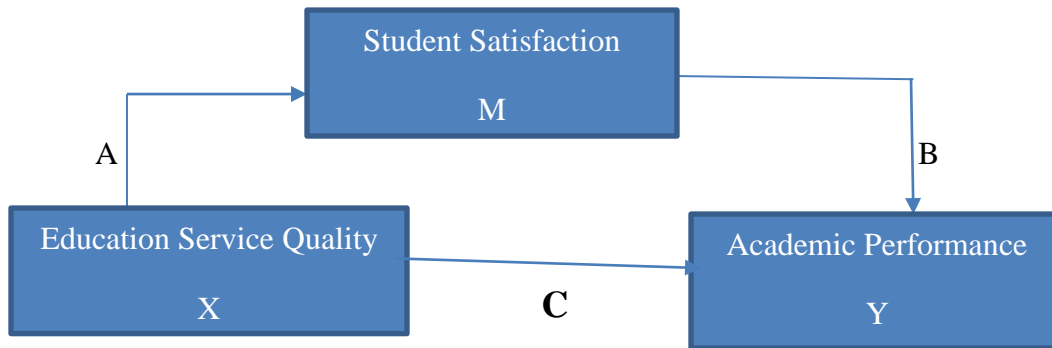 Student Satisfaction
M
A
B
Education Service Quality
X
C
Academic Performance
Y